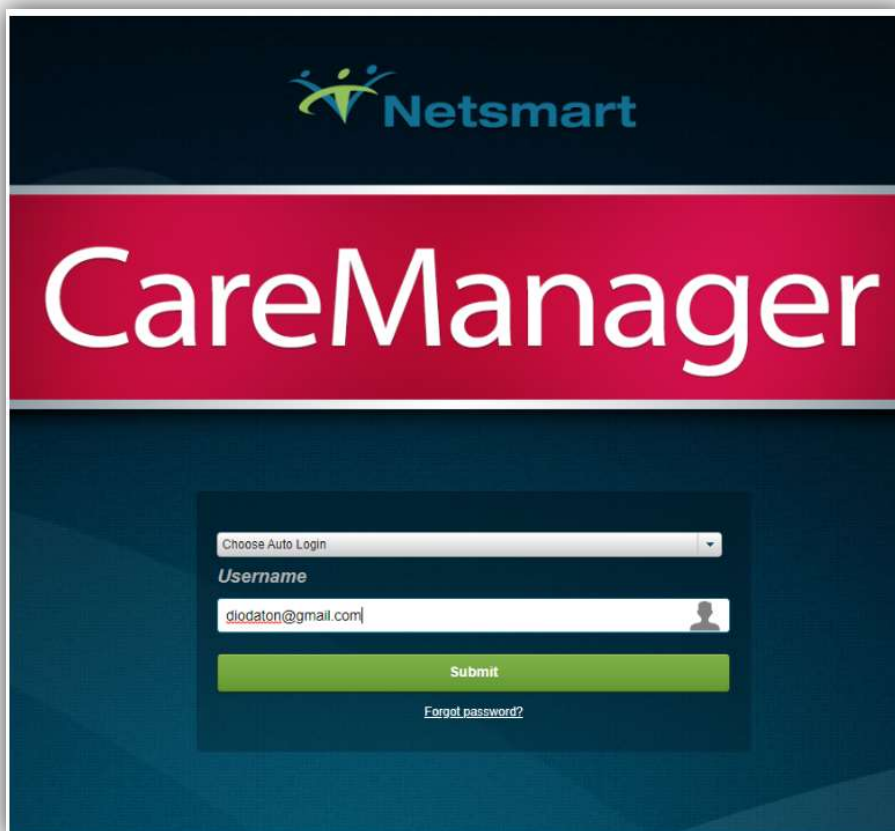 Netsmart
CareManager
Choose Auto Login
Username
diodaton@gmail.com
Submit
Forgot password?